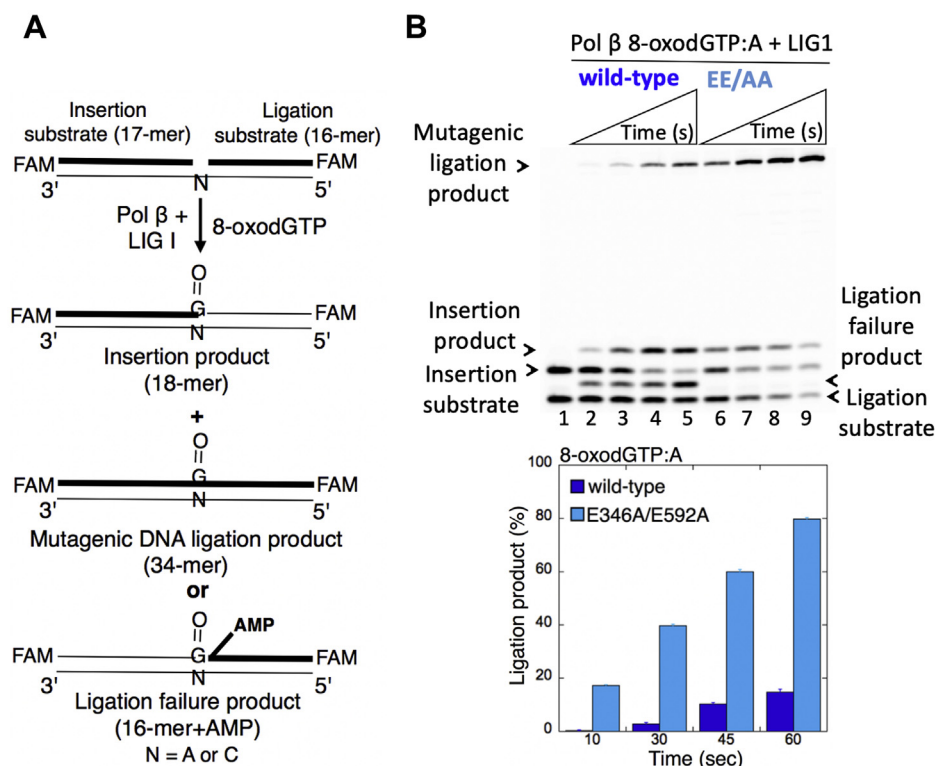 A
Insertion
substrate (17-mer)
Ligation
substrate (16-mer)
FAM
FAM
3'
N
5'
Pol β +
LIG I
8-oxodGTP
O
FAM
G
FAM
3'
N
5'
Insertion product
(18-mer)
+
O
FAM
G
FAM
3'
N
5'
Mutagenic DNA ligation product
(34-mer)
or
O
AMP
FAM
G
FAM
3'
N
5'
Ligation failure product
(16-mer+AMP)
N = A or C
B
Pol β 8-oxodGTP:A + LIG1
wild-type
EE/AA
Time (s)
Time (s)
Mutagenic
ligation
product
Insertion
product
Insertion
substrate
Ligation
failure
product
Ligation
substrate
1 2 3 4 5 6 7 8 9
8-oxodGTP:A
100
80
60
40
20
0
Ligation product (%)
wild-type
E346A/E592A
10 30 45 60
Time (sec)